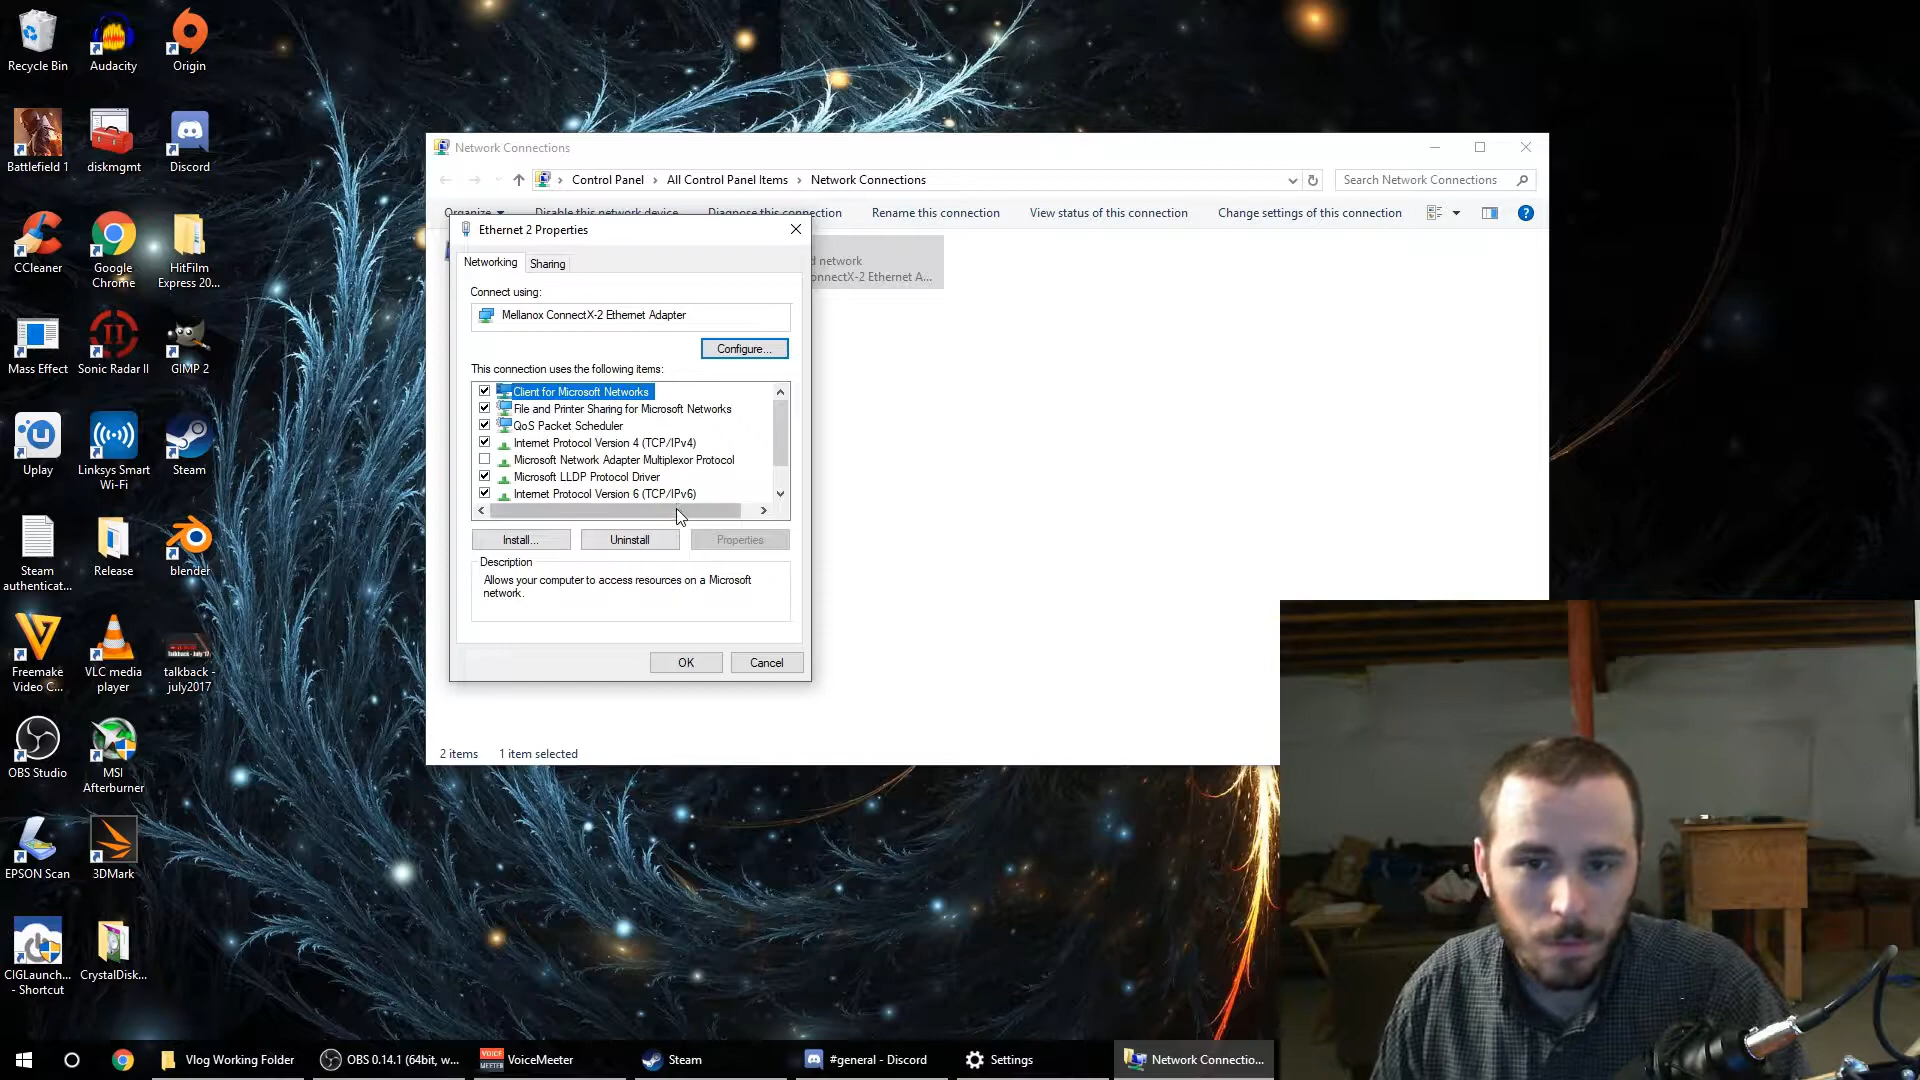 Recycle Bin
Audacity
Origin
Battlefield 1
diskmgmt
Discord
CCleaner
Google
Chrome
HitFilm
Express 20...
Mass Effect
Sonic Radar II
GIMP 2
Uplay
Linksys Smart
Wi-Fi
Steam
Steam
authenticat...
Release
blender
Freemake
Video C...
VLC media
player
talkback -
july2017
OBS Studio
MSI
Afterburner
EPSON Scan
3DMark
CIGLaunch...
- Shortcut
CrystalDisk...
Network Connections
Control Panel > All Control Panel Items > Network Connections
Search Network Connections
Organize
Disable this network device
Diagnose this connection
Rename this connection
View status of this connection
Change settings of this connection
d network
onnectX-2 Ethernet A...
Ethernet 2 Properties
Networking
Sharing
Connect using:
Mellanox ConnectX-2 Ethernet Adapter
Configure...
This connection uses the following items:
Client for Microsoft Networks
File and Printer Sharing for Microsoft Networks
QoS Packet Scheduler
Internet Protocol Version 4 (TCP/IPv4)
Microsoft Network Adapter Multiplexor Protocol
Microsoft LLDP Protocol Driver
Internet Protocol Version 6 (TCP/IPv6)
Install...
Uninstall
Properties
Description
Allows your computer to access resources on a Microsoft
network.
OK
Cancel
2 items
1 item selected
Vlog Working Folder
OBS 0.14.1 (64bit, w...
VOICE
MEETER
VoiceMeeter
Steam
#general - Discord
Settings
Network Connectio...